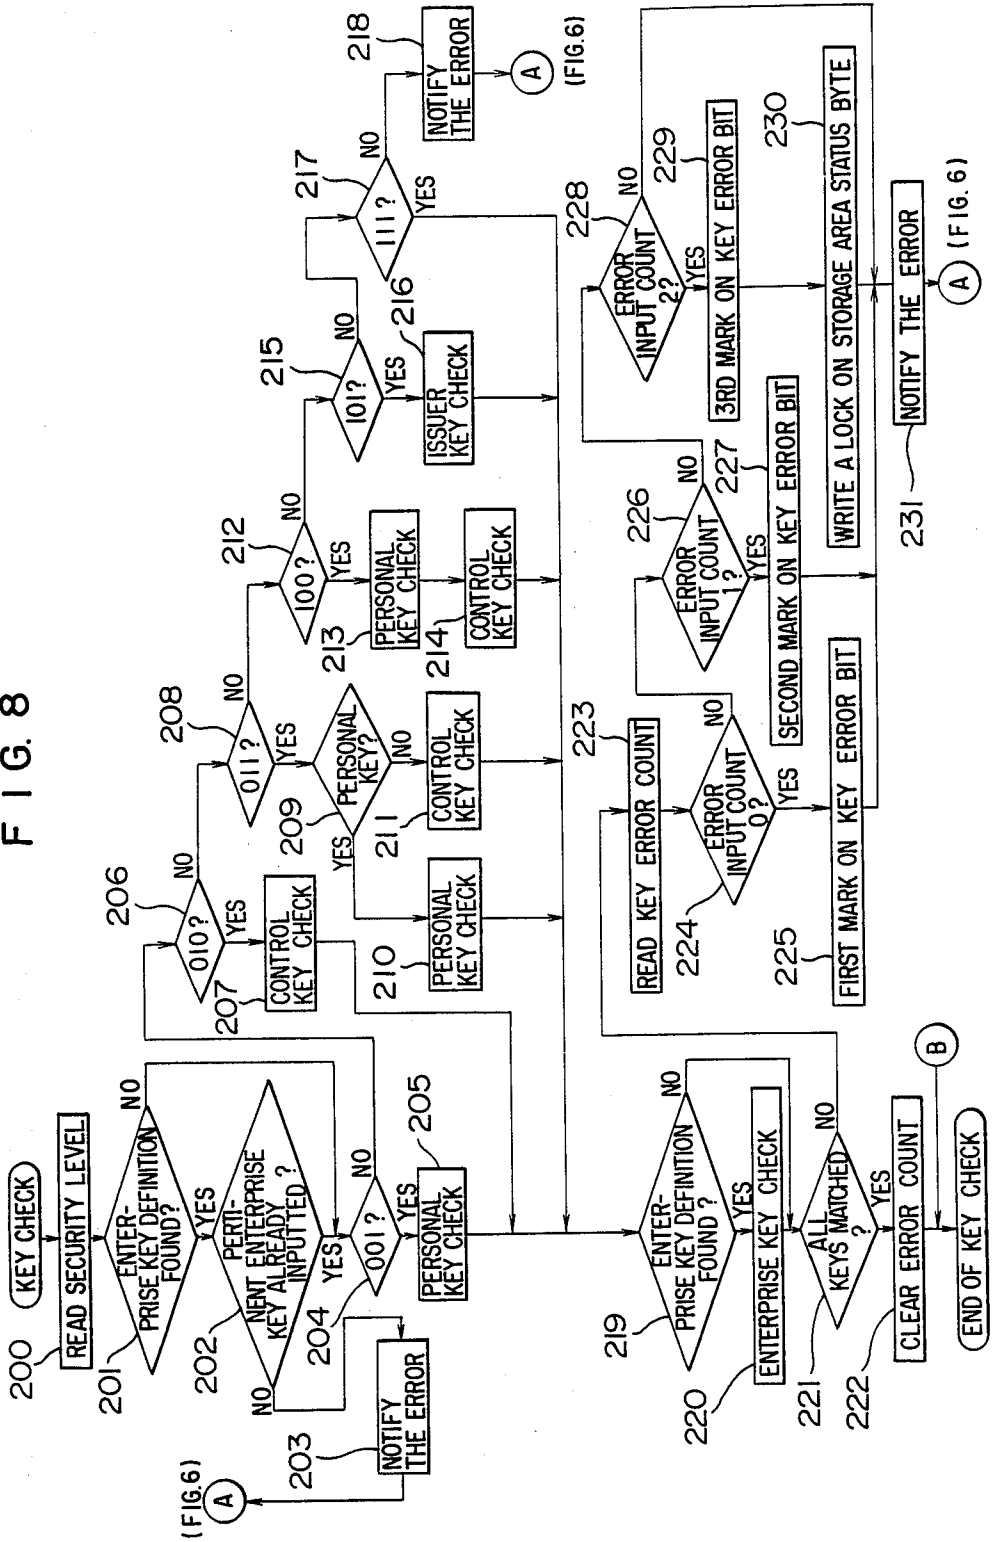 FIG. 8
KEY CHECK
200
READ SECURITY LEVEL
201
ENTER-
PRISE KEY DEFINITION
FOUND?
NO
YES
202
PERTI-
NENT ENTERPRISE
KEY ALREADY
INPUTTED ?
NO
YES
203
NOTIFY
THE ERROR
A
(FIG.6)
204
001?
NO
YES
205
PERSONAL
KEY CHECK
206
010?
NO
YES
207
CONTROL
KEY CHECK
208
011?
NO
YES
209
PERSONAL
KEY?
YES
NO
210
PERSONAL
KEY CHECK
211
CONTROL
KEY CHECK
212
100?
NO
YES
213
PERSONAL
KEY CHECK
214
CONTROL
KEY CHECK
215
101?
NO
YES
216
ISSUER
KEY CHECK
217
111?
NO
YES
218
NOTIFY
THE ERROR
A
(FIG.6)
219
ENTER-
PRISE KEY DEFINITION
FOUND?
NO
YES
220
ENTERPRISE KEY CHECK
221
ALL
KEYS MATCHED
?
NO
YES
222
CLEAR ERROR COUNT
B
END OF KEY CHECK
223
READ KEY ERROR COUNT
224
ERROR
INPUT COUNT
0?
NO
YES
225
FIRST MARK ON KEY ERROR BIT
226
ERROR
INPUT COUNT
1?
NO
YES
227
SECOND MARK ON KEY ERROR BIT
228
ERROR
INPUT COUNT
2?
NO
YES
229
3RD MARK ON KEY ERROR BIT
230
WRITE A LOCK ON STORAGE AREA STATUS BYTE
231
NOTIFY THE ERROR
A
(FIG. 6)